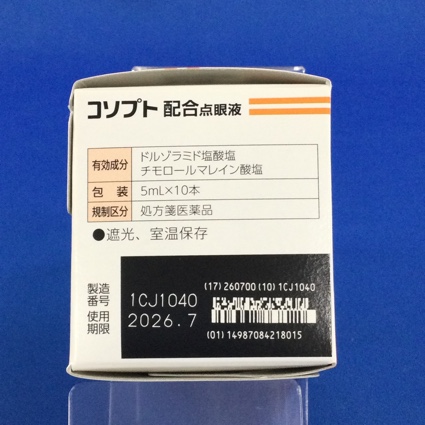 コソプト 配合点眼液
有効成分 ドルゾラミド塩酸塩
チモロールマレイン酸塩
包 装 5mL×10本
規制区分 処方箋医薬品
●遮光、室温保存
(17) 260700 (10) 1CJ1040
製造番号 1CJ1040
使用期限 2026.7
(01) 14987084218015